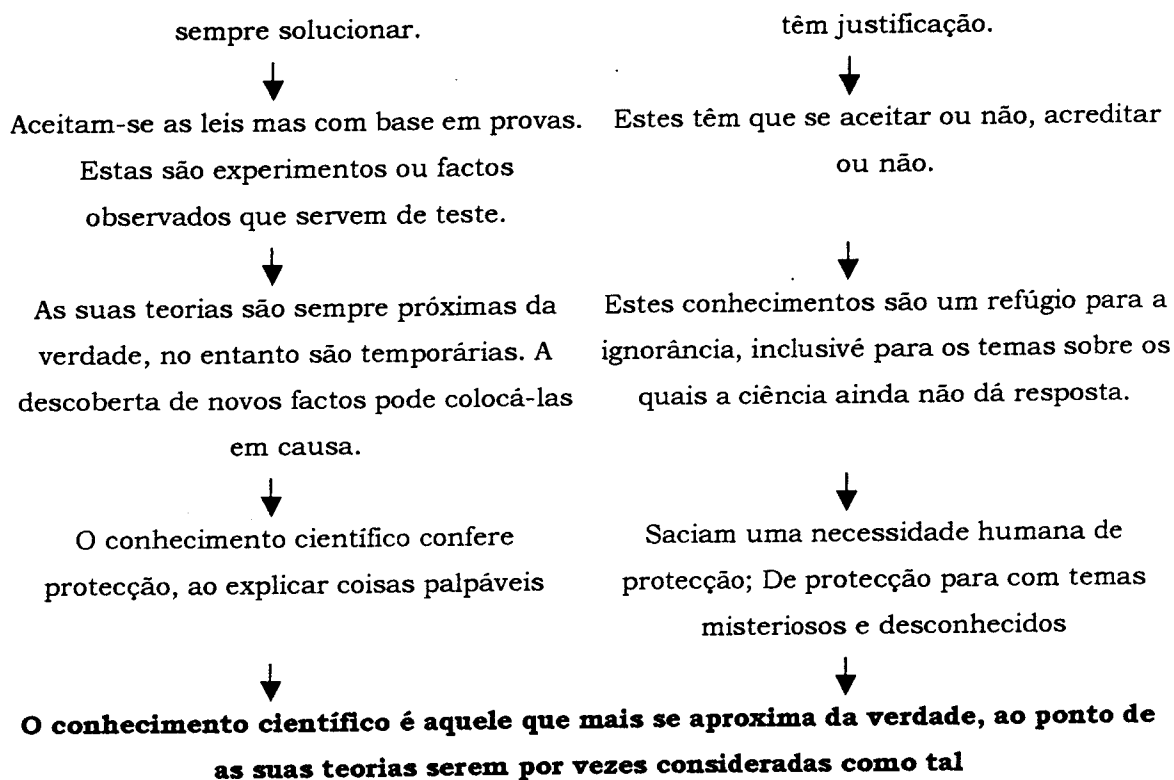 sempre solucionar.
Aceitam-se as leis mas com base em provas.
Estas são experimentos ou factos
observados que servem de teste.
As suas teorias são sempre próximas da
verdade, no entanto são temporárias. A
descoberta de novos factos pode colocá-las
em causa.
O conhecimento científico confere
protecção, ao explicar coisas palpáveis
têm justificação.
Estes têm que se aceitar ou não, acreditar
ou não.
Estes conhecimentos são um refúgio para a
ignorância, inclusivé para os temas sobre os
quais a ciência ainda não dá resposta.
Saciam uma necessidade humana de
protecção; De protecção para com temas
misteriosos e desconhecidos
O conhecimento científico é aquele que mais se aproxima da verdade, ao ponto de
as suas teorias serem por vezes consideradas como tal